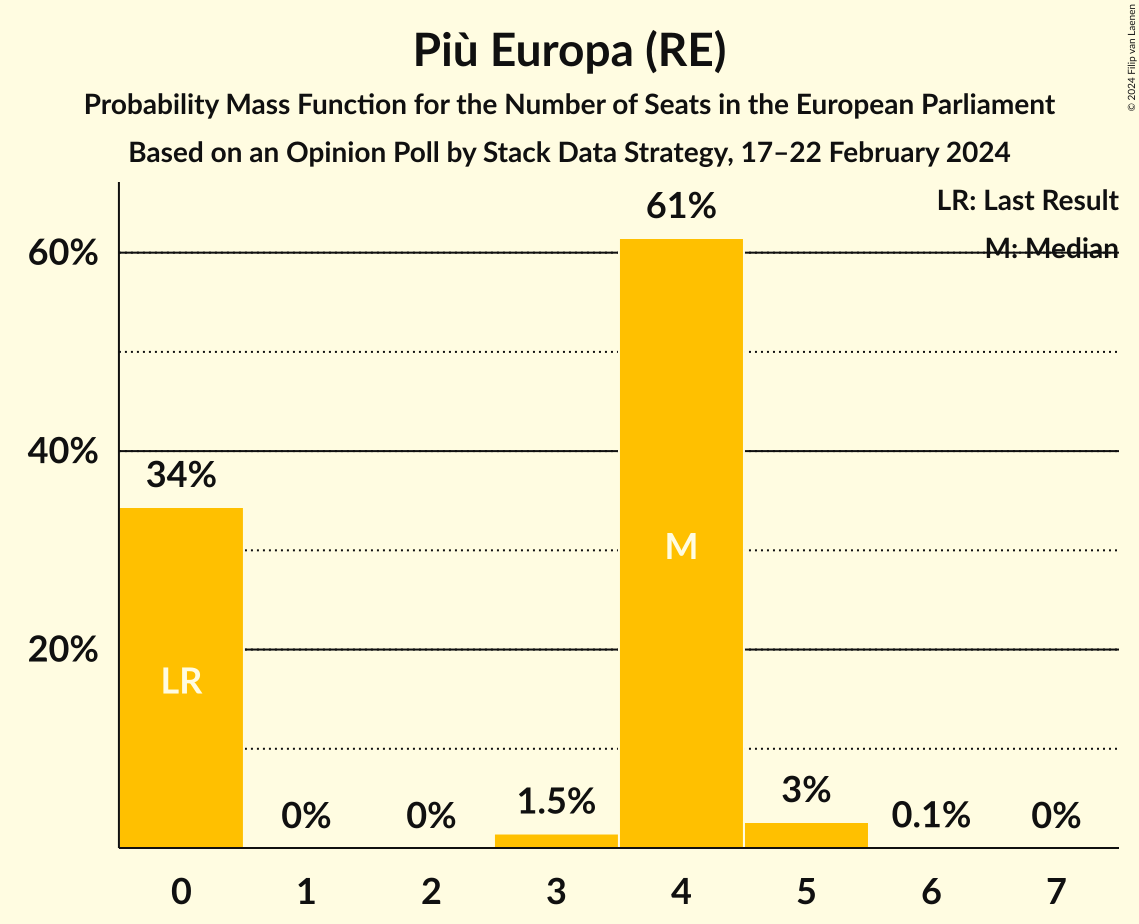 Più Europa (RE)
Probability Mass Function for the Number of Seats in the European Parliament
Based on an Opinion Poll by Stack Data Strategy, 17–22 February 2024
© 2024 Filip van Laenen
LR: Last Result
M: Median
61%
60%
40%
34%
M
20%
LR
3%
1.5%
0%
0%
0.1%
0%
0 1 2 3 4 5 6 7